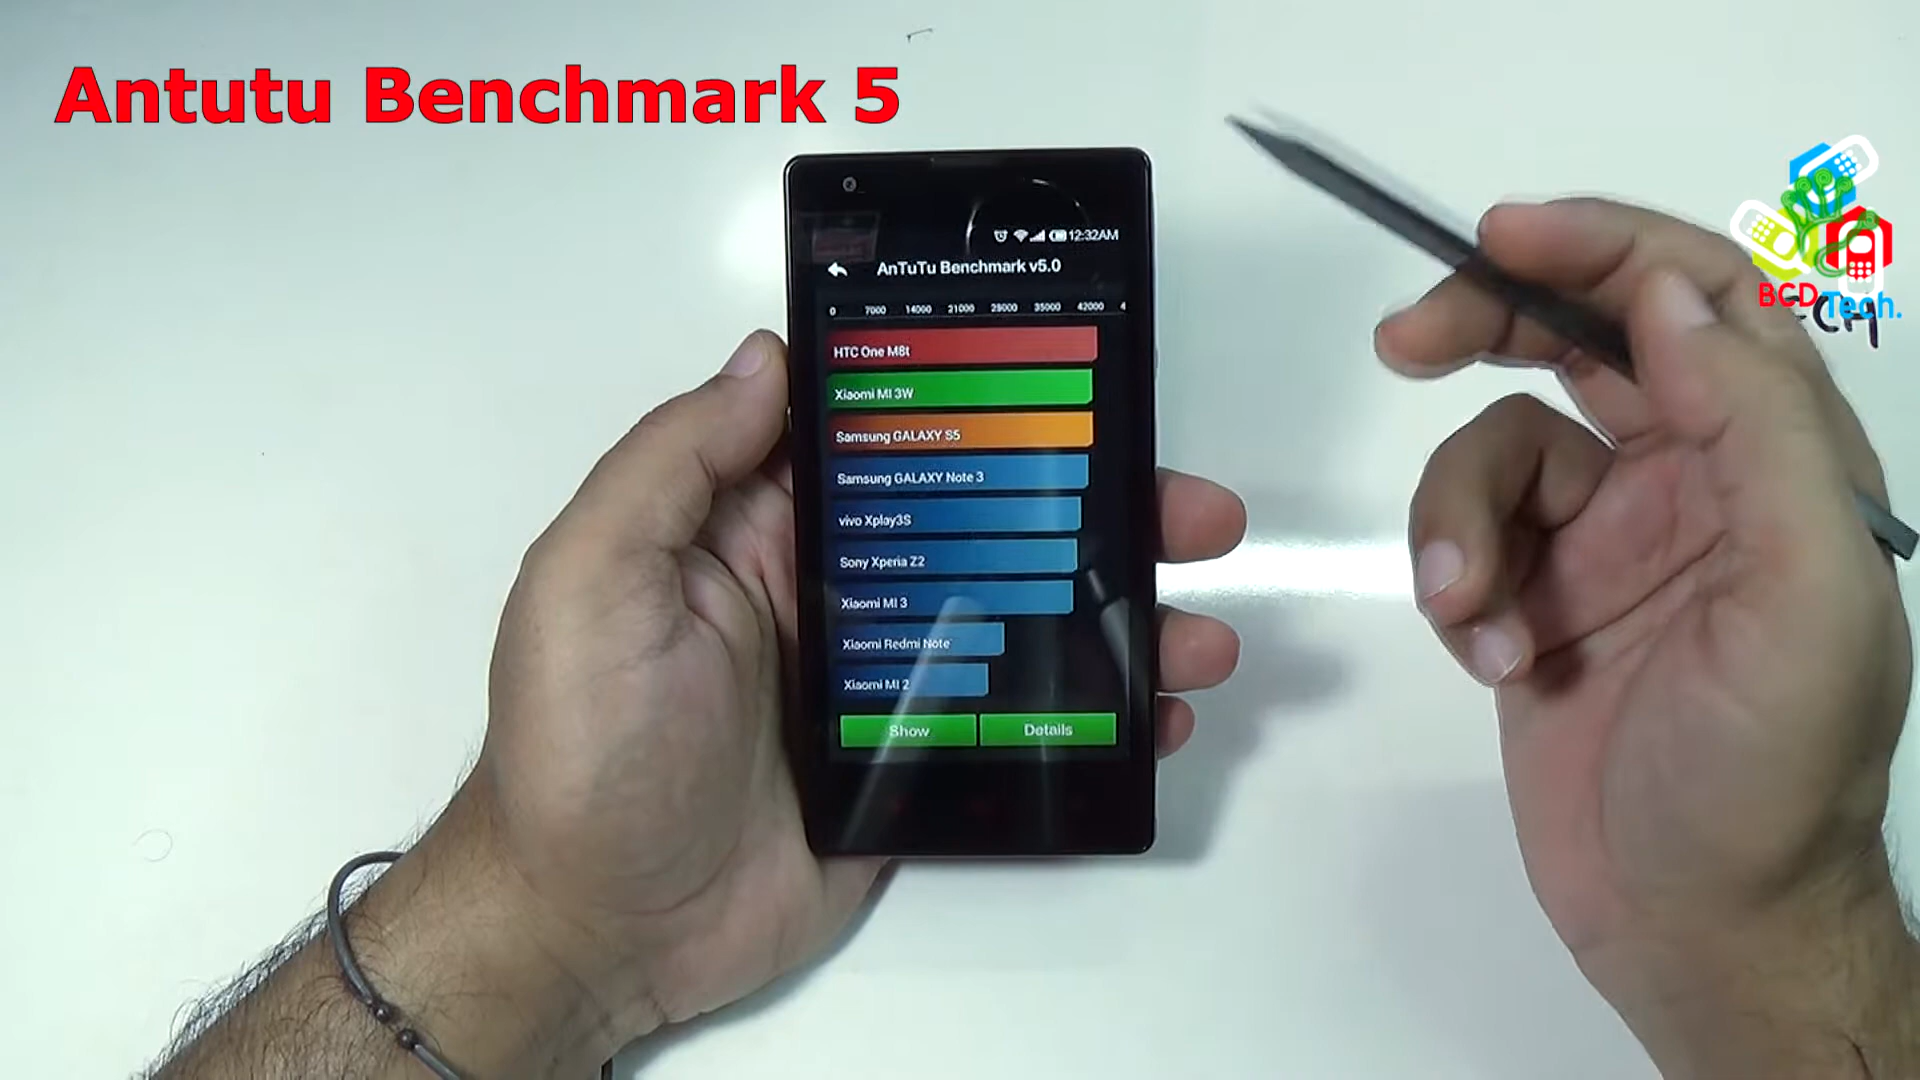 Antutu Benchmark 5
12:32AM
AnTuTu Benchmark v5.0
0 7000 14000 21000 28000 35000 42000 4
HTC One M8t
Xiaomi MI 3W
Samsung GALAXY S5
Samsung GALAXY Note 3
vivo Xplay3S
Sony Xperia Z2
Xiaomi MI 3
Xiaomi Redmi Note
Xiaomi MI 2
Show Details
BCD Tech.